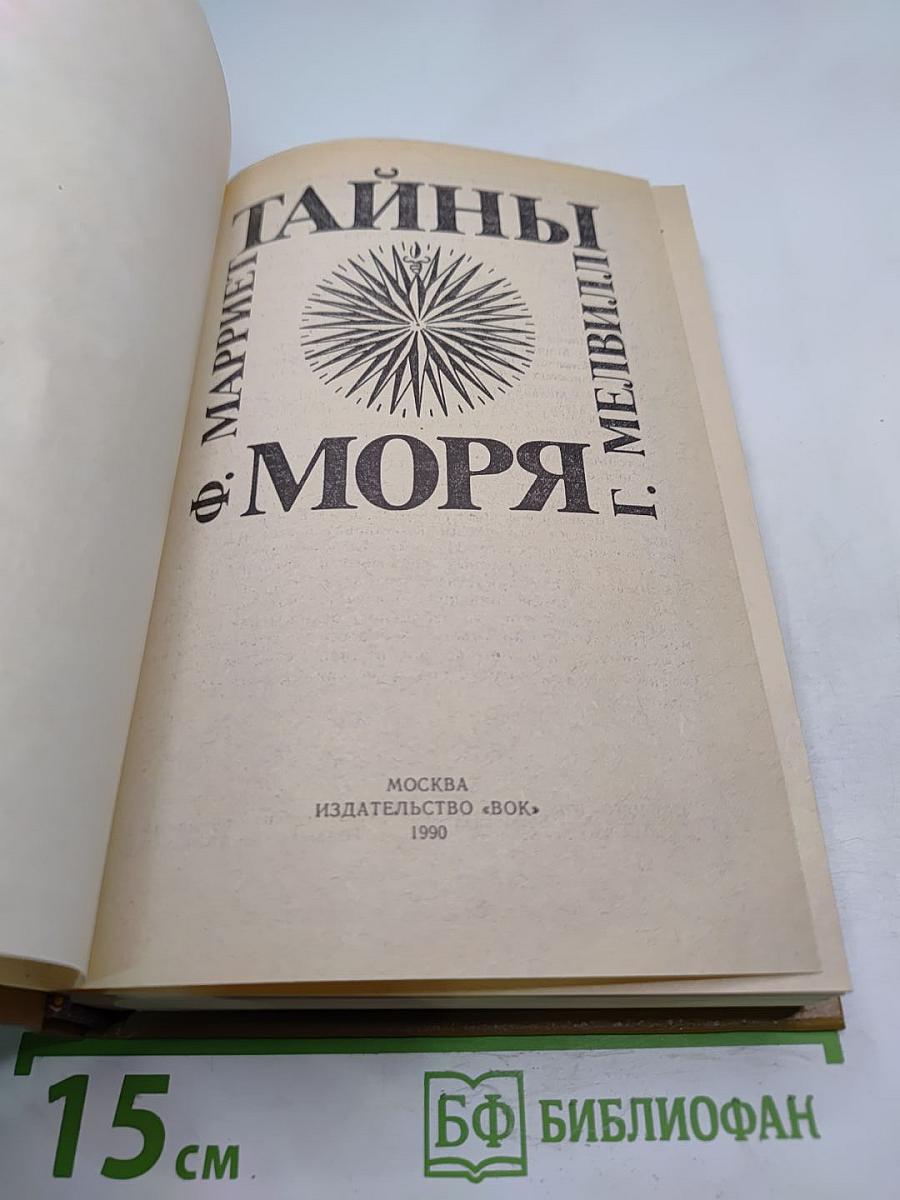 ТАЙНЫ
МОРЯ
Ф. МАРРИЕТ
Г. МЕЛВИЛЛ
МОСКВА
ИЗДАТЕЛЬСТВО «ВОК»
1990
15 см
БФ БИБЛИОФАН